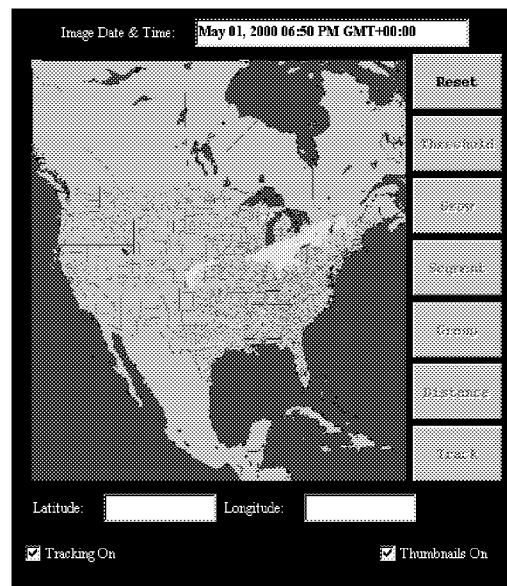 Image Date & Time: May 01, 2000 06:50 PM GMT+00:00
Reset
Threshold
Grow
Segment
Group
Distance
Track
Latitude:
Longitude:
Tracking On
Thumbnails On